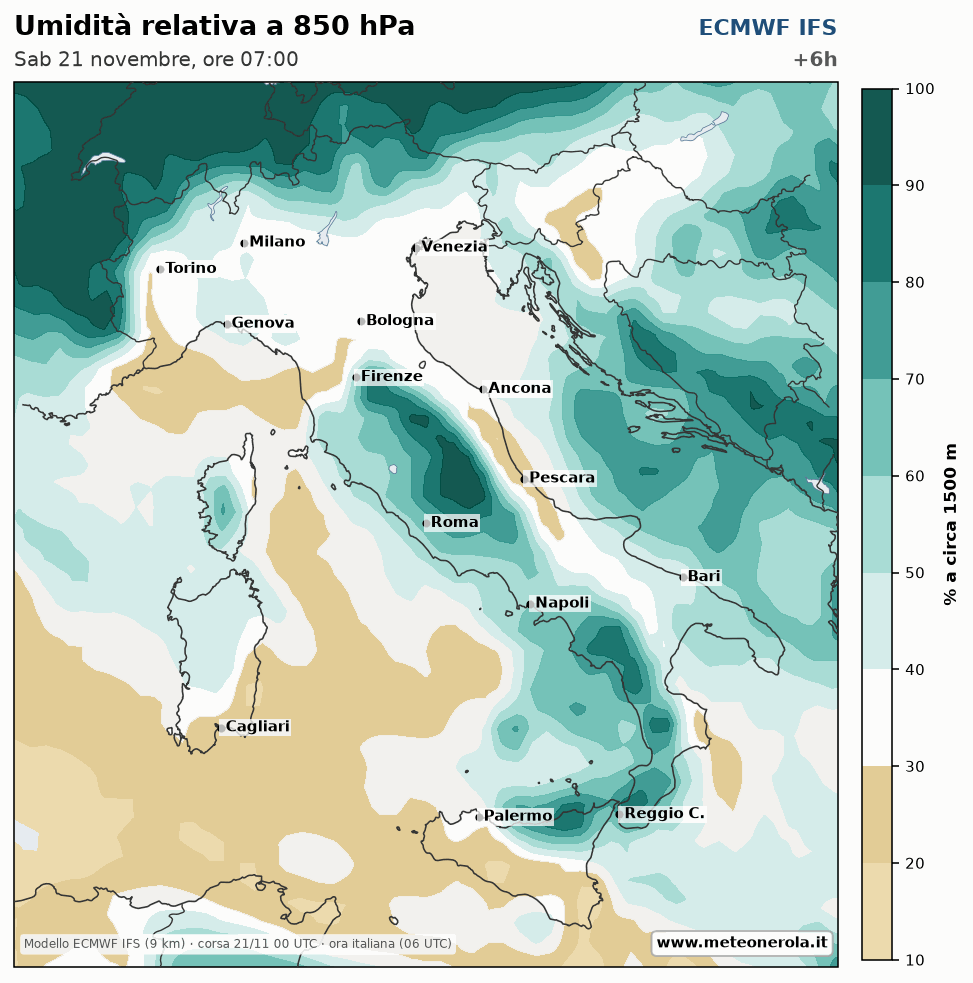 Umidità relativa a 850 hPa
ECMWF IFS
Sab 21 novembre, ore 07:00
+6h
100
90
80
70
60
50
40
30
20
10
% a circa 1500 m
Milano
Venezia
Torino
Genova
Bologna
Firenze
Ancona
Pescara
Roma
Bari
Napoli
Cagliari
Palermo
Reggio C.
Modello ECMWF IFS (9 km) · corsa 21/11 00 UTC · ora italiana (06 UTC)
www.meteonerola.it